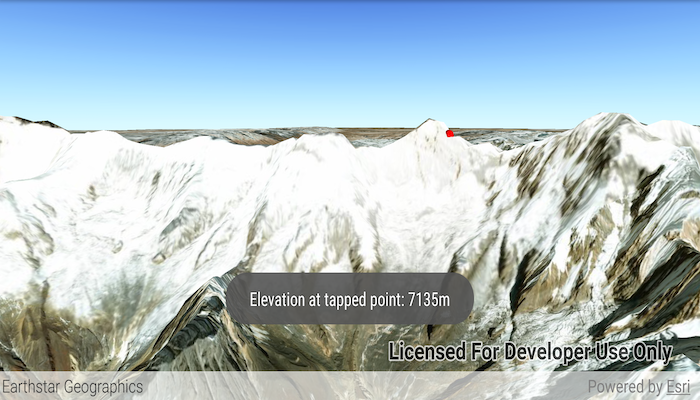 Elevation at tapped point: 7135m
Licensed For Developer Use Only
Earthstar Geographics
Powered by Esri